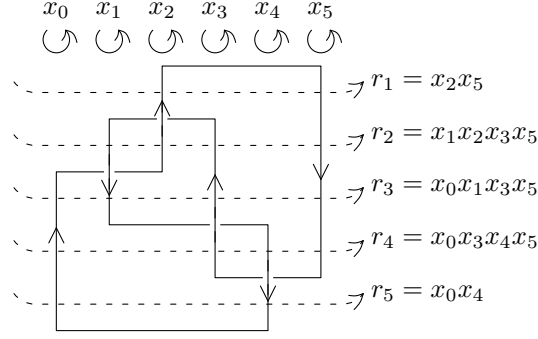 x₀ x₁ x₂ x₃ x₄ x₅
r₁ = x₂x₅
r₂ = x₁x₂x₃x₅
r₃ = x₀x₁x₃x₅
r₄ = x₀x₃x₄x₅
r₅ = x₀x₄